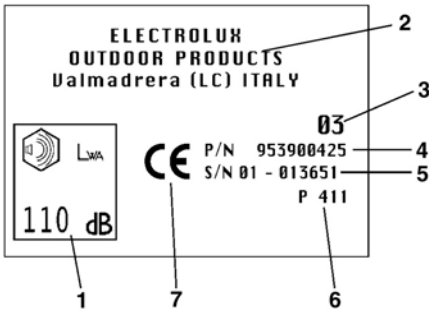 ELECTROLUX
OUTDOOR PRODUCTS
Valmadrera (LC) ITALY
2
03
3
P/N 953900425
4
S/N 01 - 013651
5
P 411
LWA
110 dB
CE
1
7
6